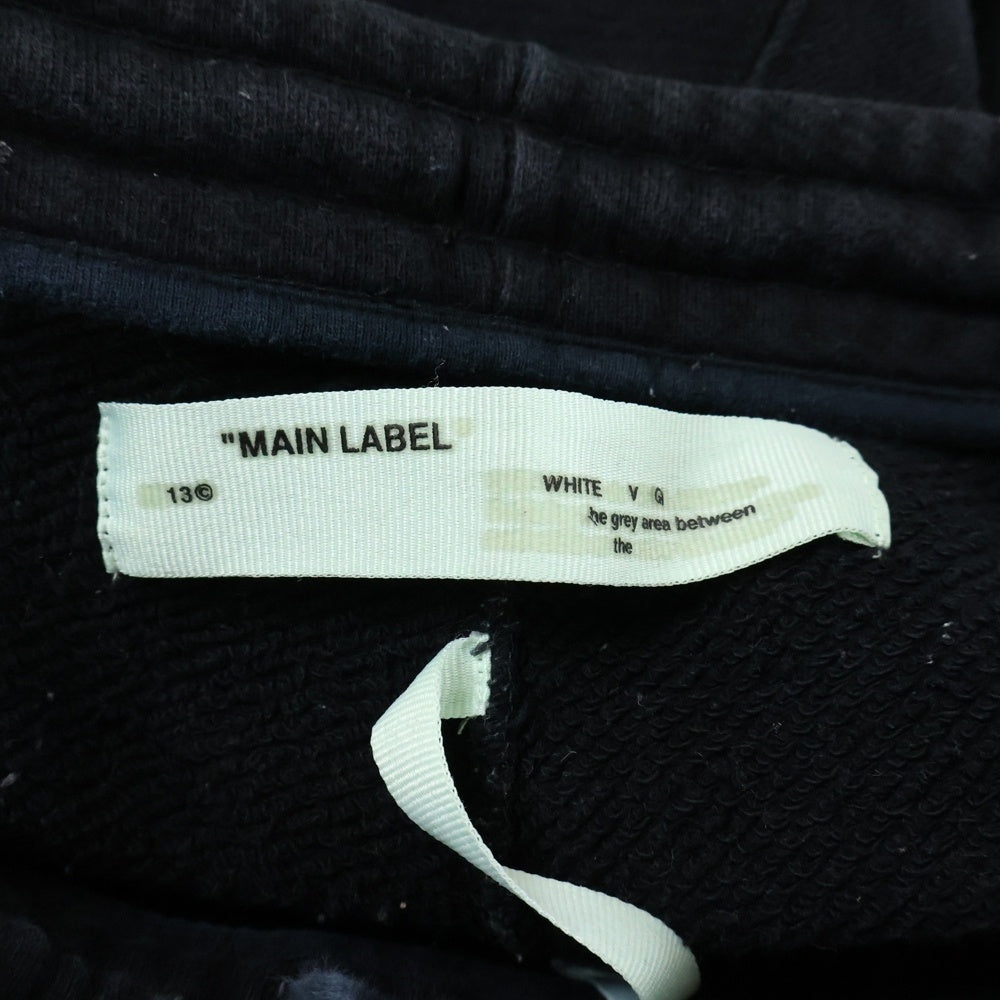 "MAIN LABEL"
13©
WHITE V G
he grey area between
the